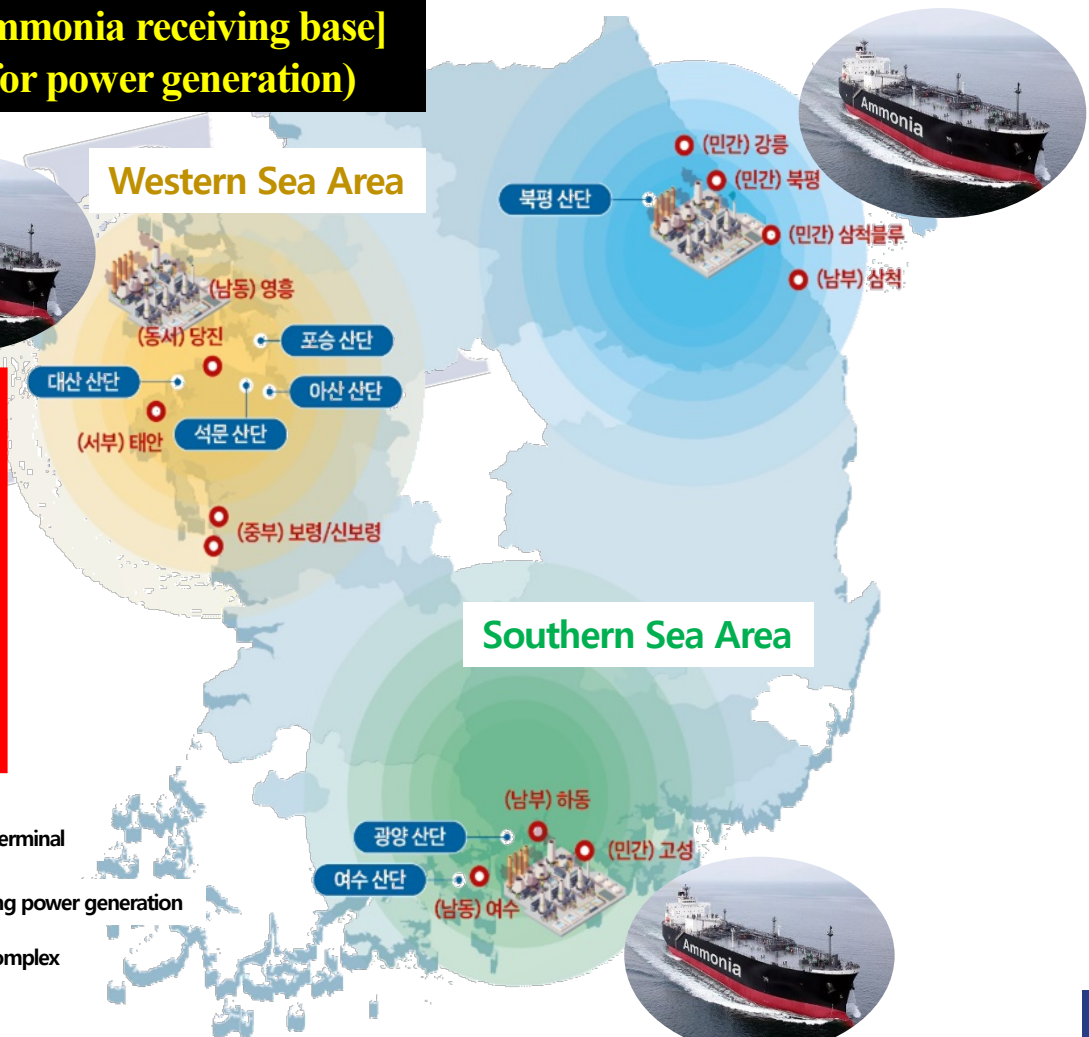 mmonia receiving base]
for power generation)
Western Sea Area
Ammonia
(민간) 강릉
(민간) 북평
북평 산단
(민간) 삼척블루
(남부) 삼척
(남동) 영흥
(동서) 당진
포승 산단
대산 산단
아산 산단
(서부) 태안
석문 산단
(중부) 보령/신보령
Southern Sea Area
(남부) 하동
광양 산단
(민간) 고성
여수 산단
(남동) 여수
erminal
ng power generation
omplex
Ammonia